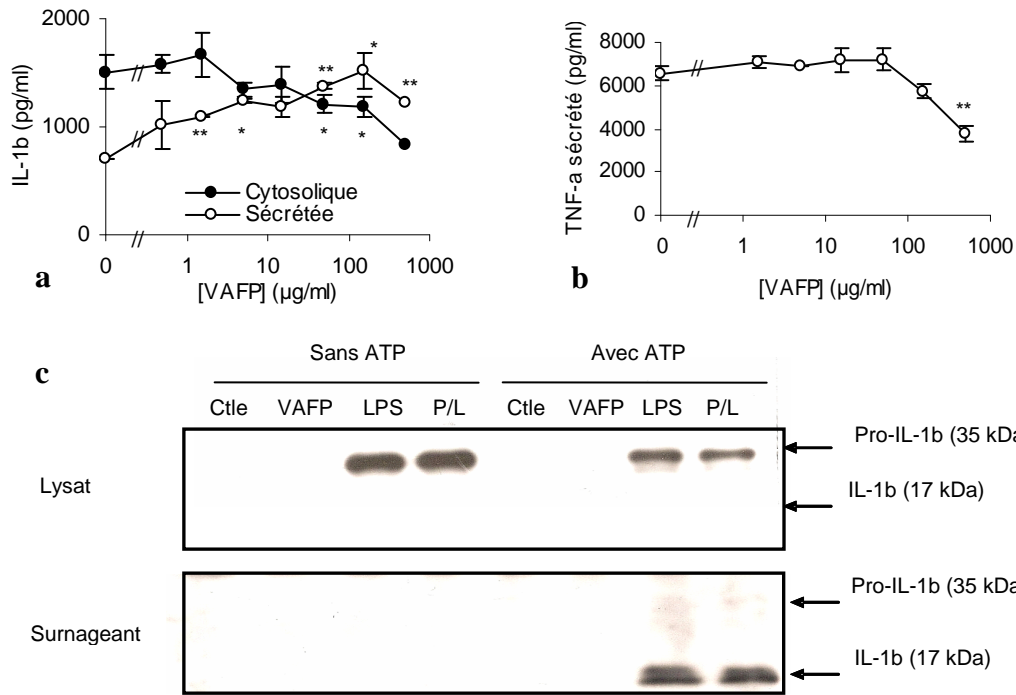 2000
1000
0
IL-1b (pg/ml)
*
**
**
**
*
*
*
Cytosolique
Sécrétée
//
//
0
1
10
100
1000
[VAFP] (µg/ml)
a
8000
6000
4000
2000
0
TNF-a sécrété (pg/ml)
//
**
//
0
1
10
100
1000
[VAFP] (µg/ml)
b
c
Sans ATP
Avec ATP
Ctle VAFP LPS P/L Ctle VAFP LPS P/L
Lysat
Pro-IL-1b (35 kDa
IL-1b (17 kDa)
Surnageant
Pro-IL-1b (35 kDa
IL-1b (17 kDa)